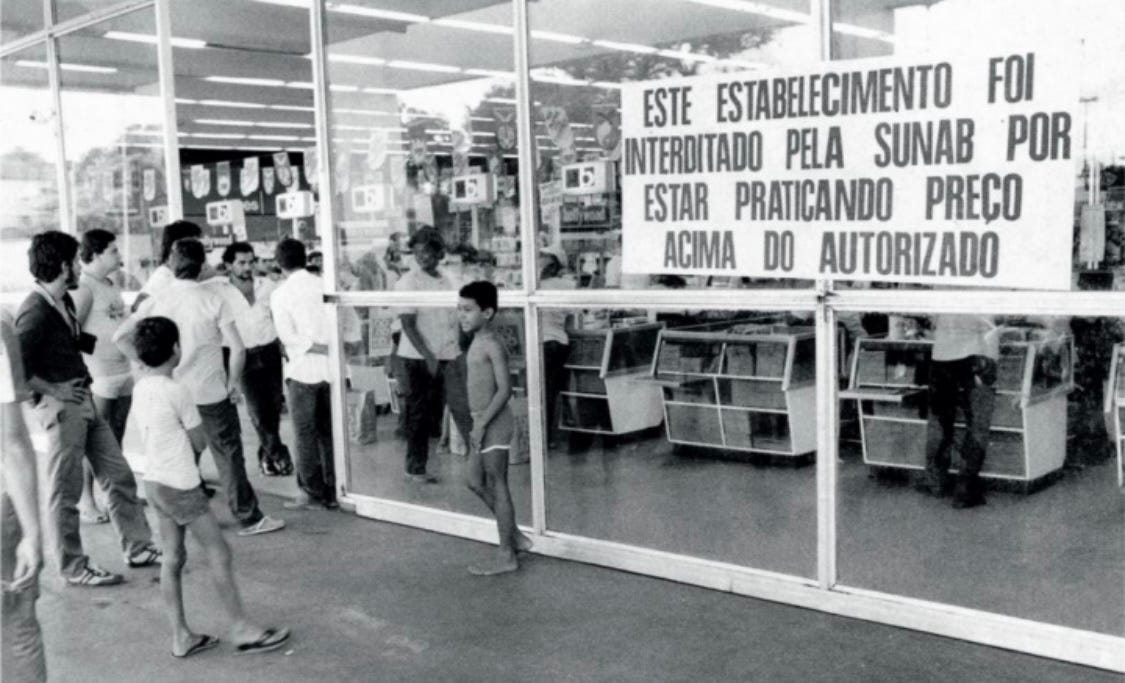 ESTE ESTABELECIMENTO FOI
INTERDITADO PELA SUNAB POR
ESTAR PRATICANDO PREÇO
ACIMA DO AUTORIZADO